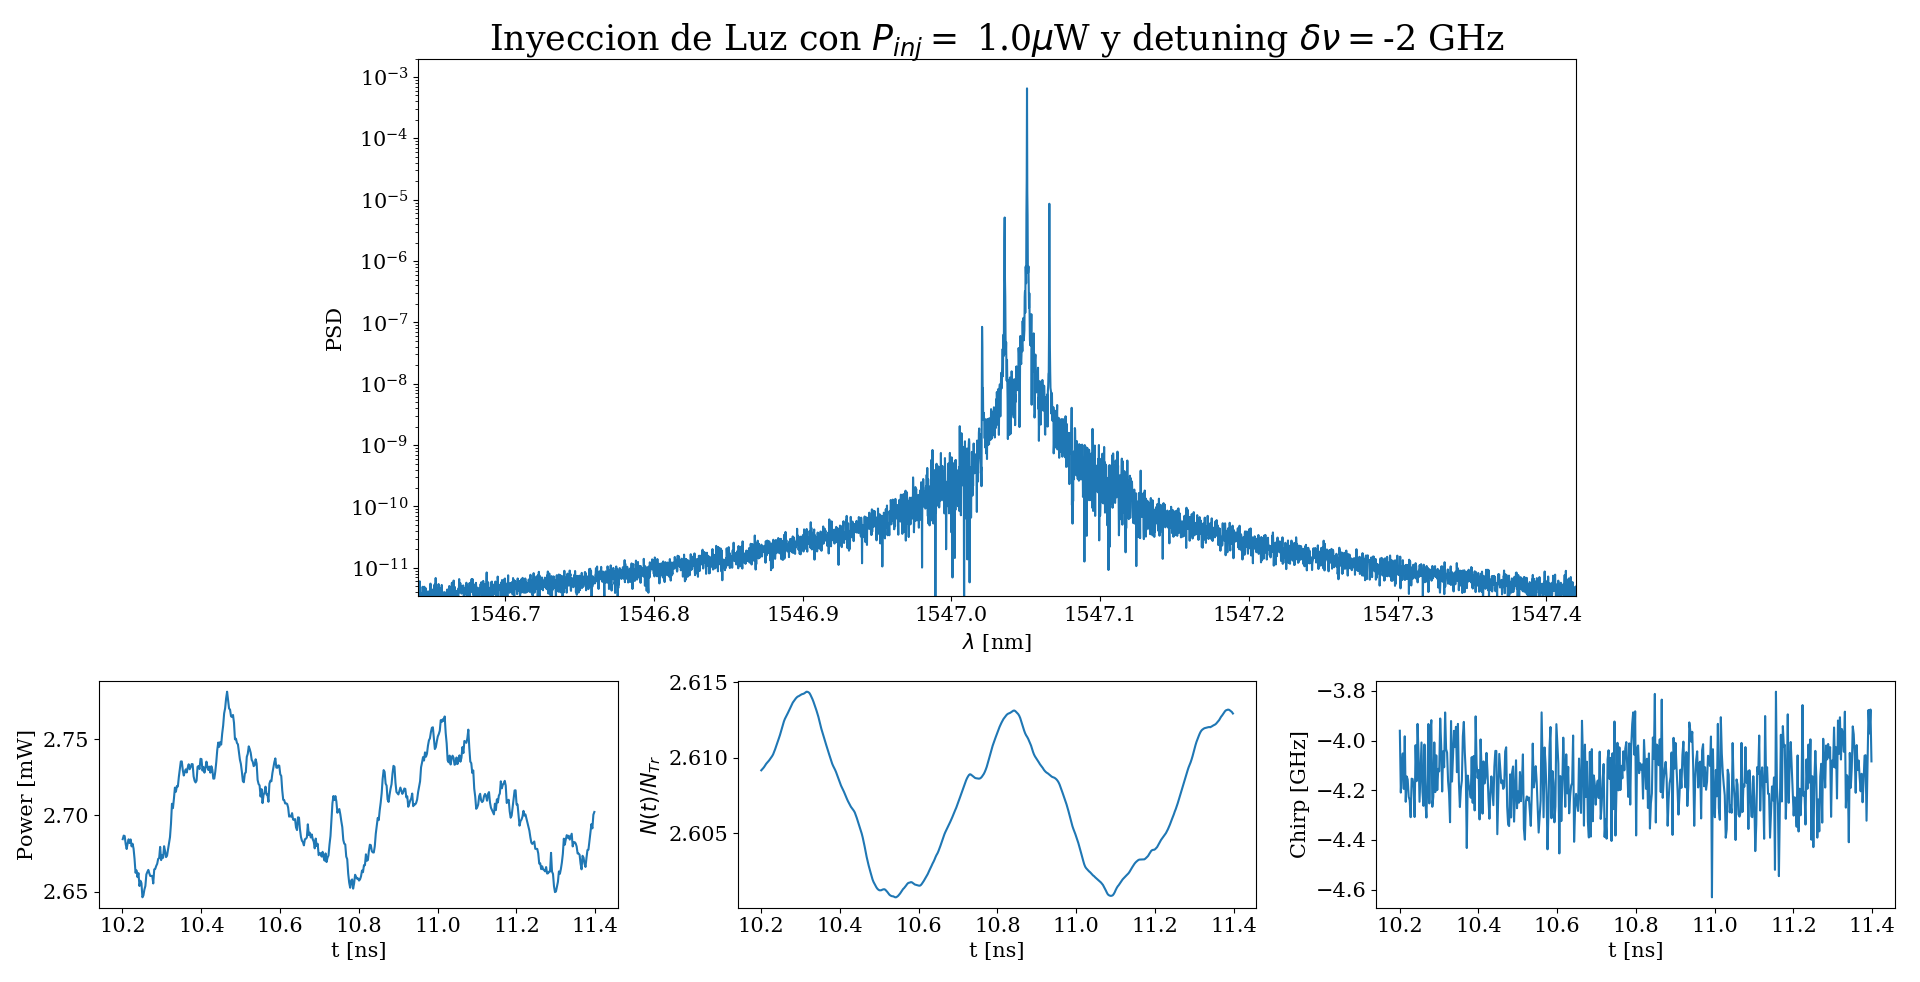 Inyeccion de Luz con $P_{inj} =$ 1.0$\mu$W y detuning $\delta\nu =$-2 GHz
10⁻³
10⁻⁴
10⁻⁵
10⁻⁶
10⁻⁷
10⁻⁸
10⁻⁹
10⁻¹⁰
10⁻¹¹
PSD
1546.7 1546.8 1546.9 1547.0 1547.1 1547.2 1547.3 1547.4
λ [nm]
2.75
2.70
2.65
Power [mW]
10.2 10.4 10.6 10.8 11.0 11.2 11.4
t [ns]
2.615
2.610
2.605
$N(t)/N_{Tr}$
10.2 10.4 10.6 10.8 11.0 11.2 11.4
t [ns]
−3.8
−4.0
−4.2
−4.4
−4.6
Chirp [GHz]
10.2 10.4 10.6 10.8 11.0 11.2 11.4
t [ns]